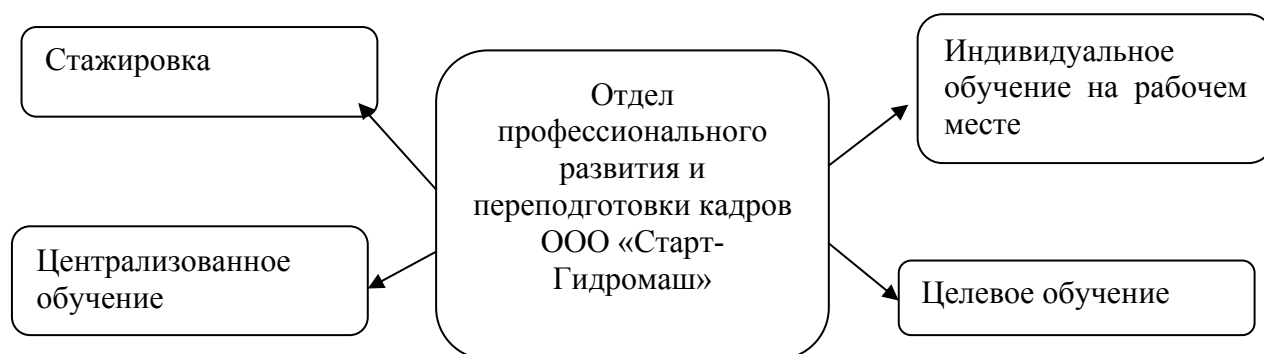 Стажировка
Отдел
профессионального
развития и
переподготовки кадров
ООО «Старт-
Гидромаш»
Индивидуальное
обучение на рабочем
месте
Централизованное
обучение
Целевое обучение